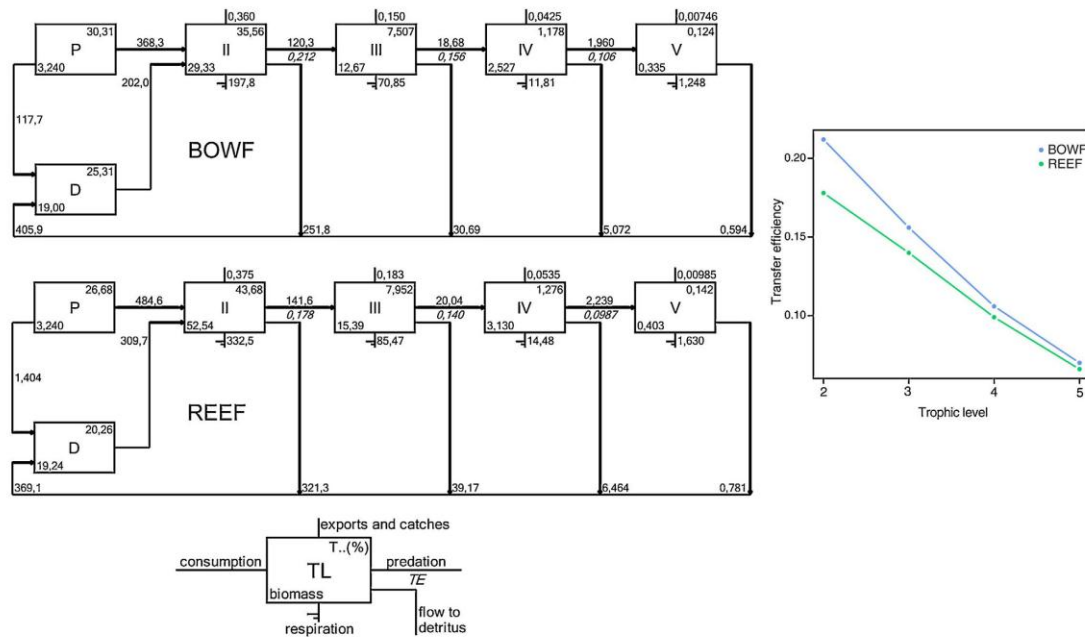 0,360 0,150 0,0425 0,00746
P 30,31 3,240
368,3
II 35,56 29,33
120,3
0,212
III 7,507 12,67
18,68
0,156
IV 1,178 2,527
1,960
0,106
V 0,124 0,335
202,0
197,8 70,85 11,81 1,248
117,7
BOWF
D 25,31 19,00
405,9 251,8 30,69 5,072 0,594
0,375 0,183 0,0535 0,00985
P 26,68 3,240
484,6
II 43,68 52,54
141,6
0,178
III 7,952 15,39
20,04
0,140
IV 1,276 3,130
2,239
0,0987
V 0,142 0,403
309,7
332,5 85,47 14,48 1,630
1,404
REEF
D 20,26 19,24
369,1 321,3 39,17 6,464 0,781
exports and catches
T..(%)
consumption
TL
predation
TE
biomass
respiration
flow to
detritus
BOWF
REEF
Transfer efficiency
0.20
0.15
0.10
2 3 4 5
Trophic level